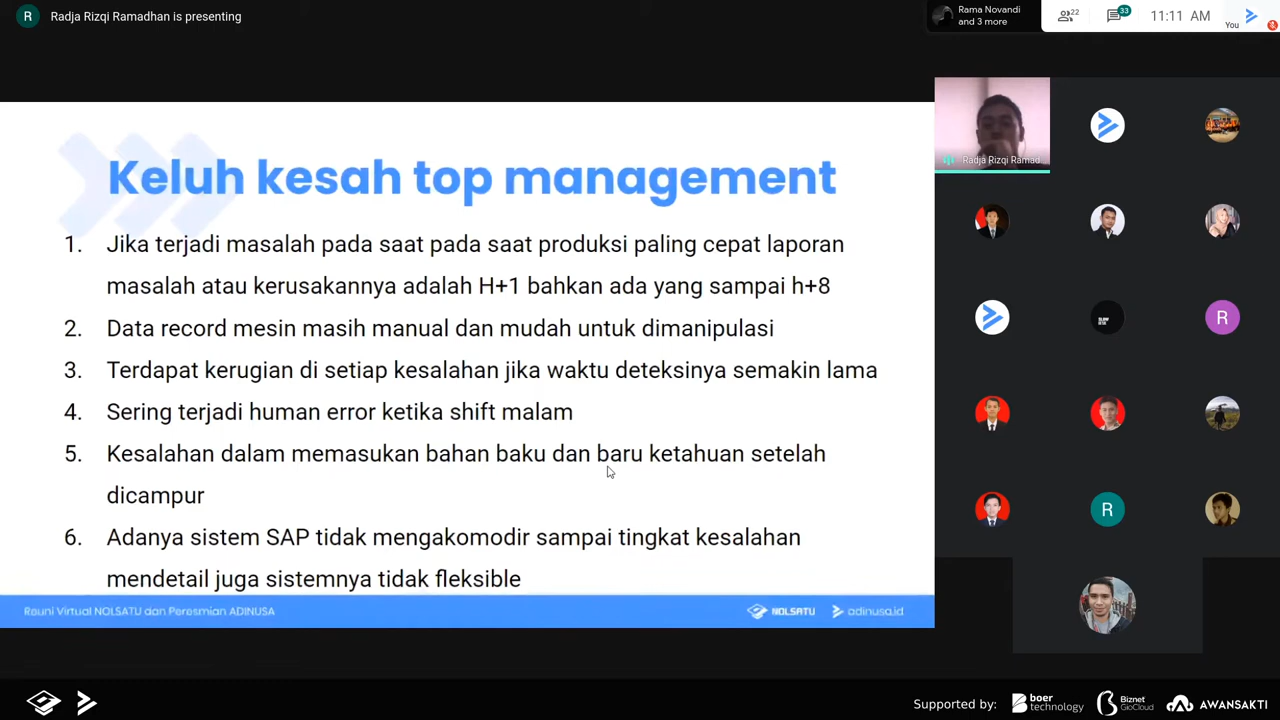 R Radja Rizqi Ramadhan is presenting
Rama Novandi
and 3 more
22
33
11:11 AM
You
Keluh kesah top management
1. Jika terjadi masalah pada saat pada saat produksi paling cepat laporan
masalah atau kerusakannya adalah H+1 bahkan ada yang sampai h+8
2. Data record mesin masih manual dan mudah untuk dimanipulasi
3. Terdapat kerugian di setiap kesalahan jika waktu deteksinya semakin lama
4. Sering terjadi human error ketika shift malam
5. Kesalahan dalam memasukan bahan baku dan baru ketahuan setelah
dicampur
6. Adanya sistem SAP tidak mengakomodir sampai tingkat kesalahan
mendetail juga sistemnya tidak fleksible
Reuni Virtual NOLSATU dan Peresmian ADINUSA
NOLSATU
adinusa.id
Radja Rizqi Ramad
R
R
Supported by:
boer
technology
Biznet
GioCloud
AWANSAKTI